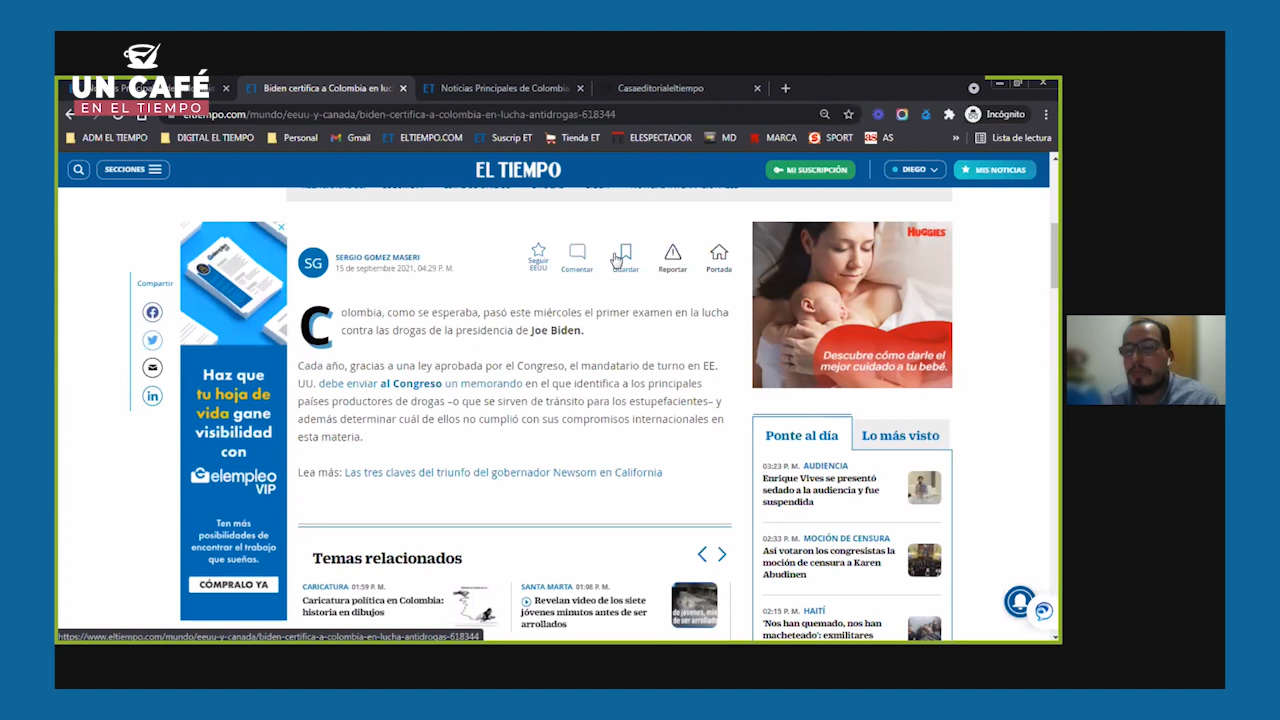 UN CAFÉ
EN EL TIEMPO
Biden certifica a Colombia en luc
Noticias Principales de Colombia
Casaeditorialeltiempo
eltiempo.com/mundo/eeuu-y-canada/biden-certifica-a-colombia-en-lucha-antidrogas-618344
Incógnito
ADM EL TIEMPO
DIGITAL EL TIEMPO
Personal
Gmail
ELTIEMPO.COM
Suscrip ET
Tienda ET
ELESPECTADOR
MD
MARCA
SPORT
AS
»
Lista de lectura
SECCIONES
EL TIEMPO
MI SUSCRIPCIÓN
DIEGO
MIS NOTICIAS
SG
SERGIO GOMEZ MASERI
15 de septiembre 2021, 04:29 P. M.
Seguir
EEUU
Comentar
Guardar
Reportar
Portada
Compartir
Colombia, como se esperaba, pasó este miércoles el primer examen en la lucha
contra las drogas de la presidencia de Joe Biden.
Cada año, gracias a una ley aprobada por el Congreso, el mandatario de turno en EE.
UU. debe enviar al Congreso un memorando en el que identifica a los principales
países productores de drogas –o que se sirven de tránsito para los estupefacientes– y
además determinar cuál de ellos no cumplió con sus compromisos internacionales en
esta materia.
Lea más: Las tres claves del triunfo del gobernador Newsom en California
Temas relacionados
CARICATURA 01:59 P. M.
Caricatura política en Colombia:
historia en dibujos
SANTA MARTA 01:08 P. M.
Revelan video de los siete
jóvenes minutos antes de ser
arrollados
de jóvenes, min
de ser arrollad
Haz que
tu hoja de
vida gane
visibilidad
con
elempleo
VIP
Ten más
posibilidades de
encontrar el trabajo
que sueñas.
CÓMPRALO YA
HUGGIES
Descubre cómo darle el
mejor cuidado a tu bebé.
Ponte al día
Lo más visto
03:23 P. M. AUDIENCIA
Enrique Vives se presentó
sedado a la audiencia y fue
suspendida
02:33 P. M. MOCIÓN DE CENSURA
Así votaron los congresistas la
moción de censura a Karen
Abudinen
02:15 P. M. HAITÍ
'Nos han quemado, nos han
macheteado': exmilitares
https://www.eltiempo.com/mundo/eeuu-y-canada/biden-certifica-a-colombia-en-lucha-antidrogas-618344